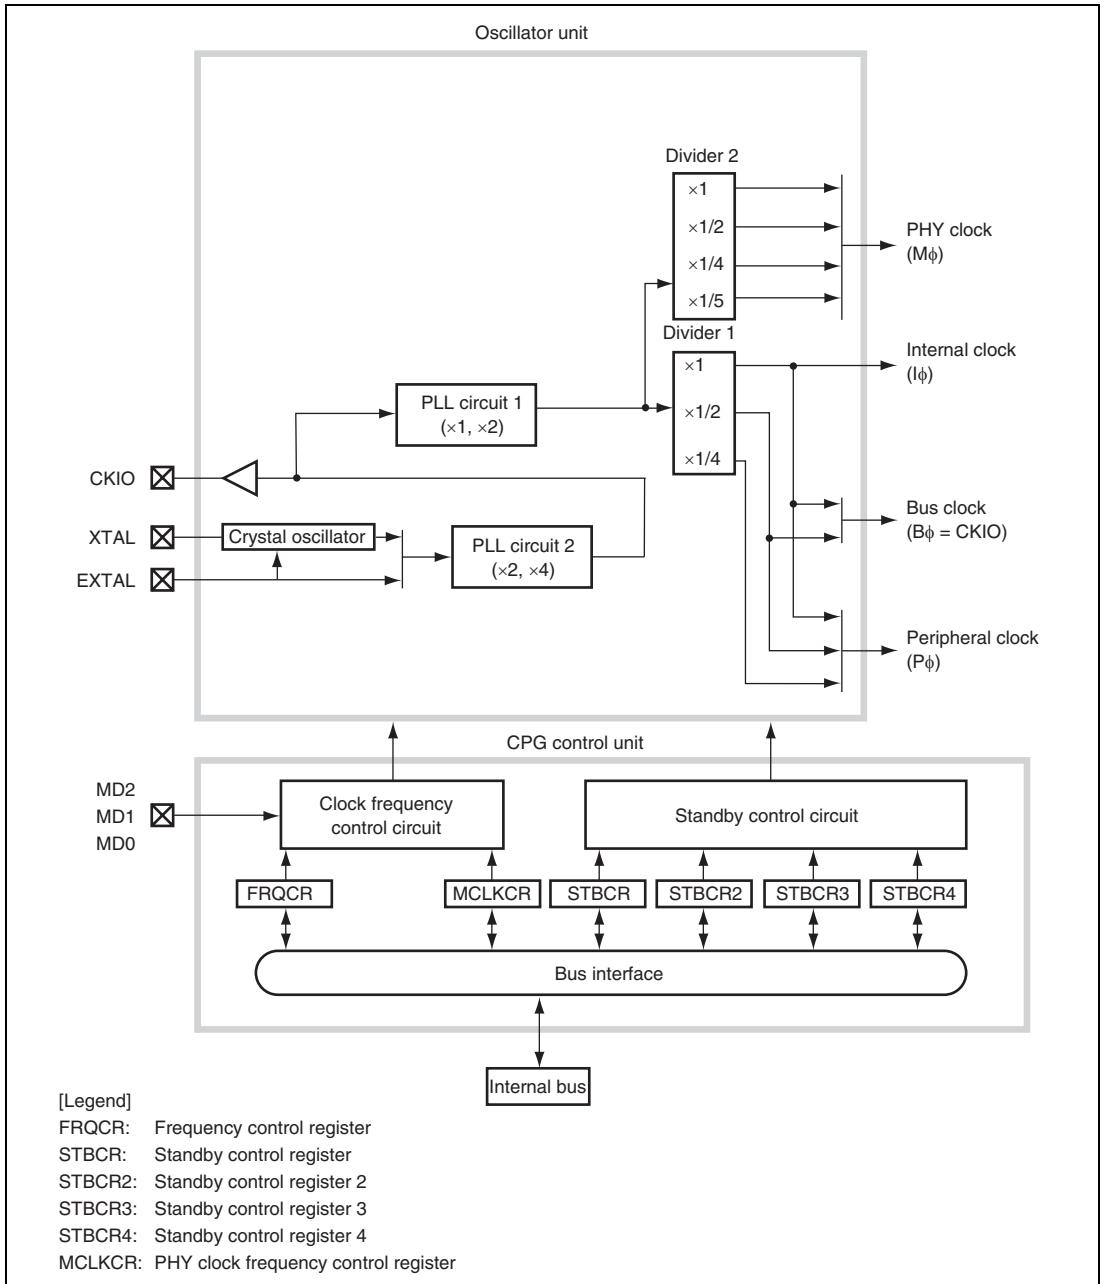 Oscillator unit
Divider 2
×1
×1/2
×1/4
×1/5
PHY clock
(Mϕ)
Divider 1
×1
×1/2
×1/4
Internal clock
(Iϕ)
PLL circuit 1
(×1, ×2)
CKIO
XTAL
Crystal oscillator
EXTAL
PLL circuit 2
(×2, ×4)
Bus clock
(Bϕ = CKIO)
Peripheral clock
(Pϕ)
CPG control unit
MD2
MD1
MD0
Clock frequency
control circuit
Standby control circuit
FRQCR
MCLKCR
STBCR
STBCR2
STBCR3
STBCR4
Bus interface
Internal bus
[Legend]
FRQCR: Frequency control register
STBCR: Standby control register
STBCR2: Standby control register 2
STBCR3: Standby control register 3
STBCR4: Standby control register 4
MCLKCR: PHY clock frequency control register